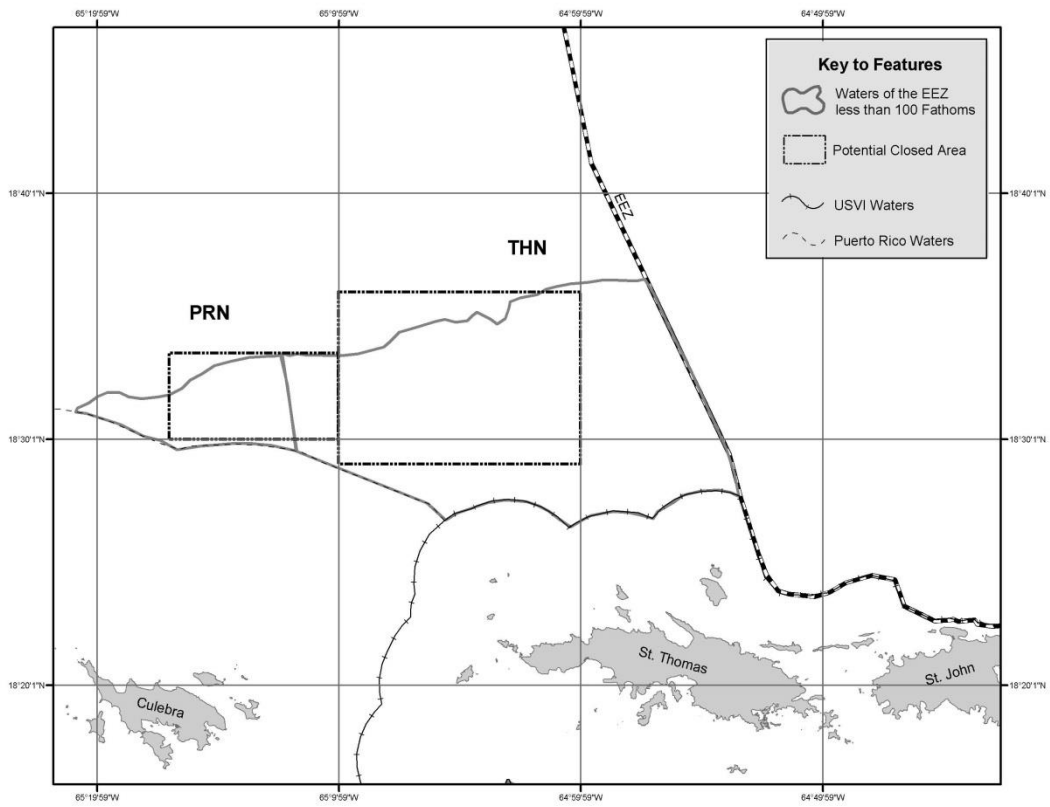 65°19'59"W 65°9'59"W 64°59'59"W 64°49'59"W
Key to Features
Waters of the EEZ
less than 100 Fathoms
Potential Closed Area
USVI Waters
Puerto Rico Waters
18°40'1"N 18°40'1"N
EEZ
THN
PRN
18°30'1"N 18°30'1"N
St. Thomas
St. John
18°20'1"N 18°20'1"N
Culebra
65°19'59"W 65°9'59"W 64°59'59"W 64°49'59"W